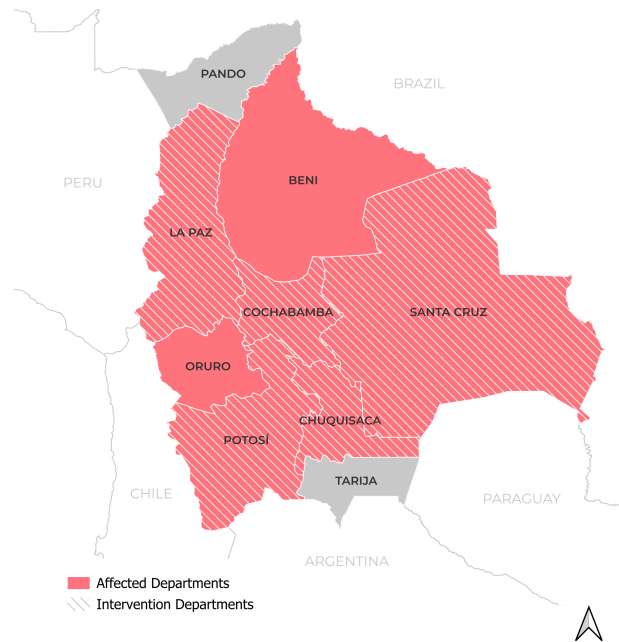 PANDO
BRAZIL
PERU
BENI
LA PAZ
COCHABAMBA
SANTA CRUZ
ORURO
CHUQUISACA
POTOSÍ
TARIJA
CHILE
PARAGUAY
ARGENTINA
Affected Departments
Intervention Departments